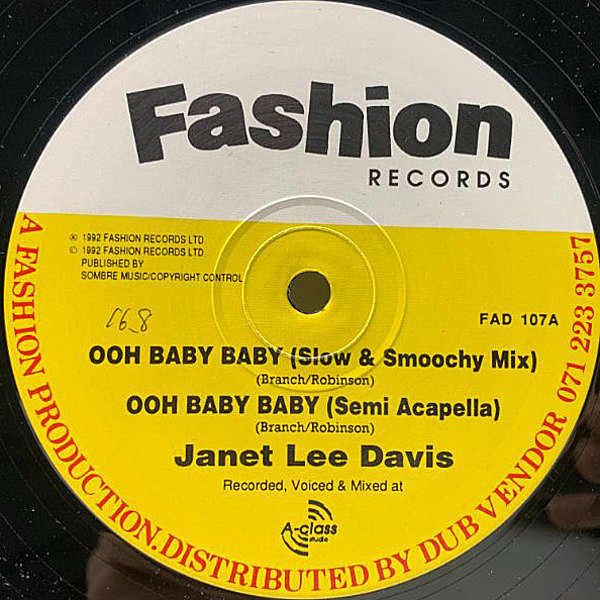 Fashion
RECORDS
℗ 1992 FASHION RECORDS LTD
© 1992 FASHION RECORDS LTD.
PUBLISHED BY
SOMBRE MUSIC/COPYRIGHT CONTROL
FAD 107A
OOH BABY BABY (Slow & Smoochy Mix)
(Branch/Robinson)
OOH BABY BABY (Semi Acapella)
(Branch/Robinson)
Janet Lee Davis
Recorded, Voiced & Mixed at
A-class
studio
A FASHION PRODUCTION. DISTRIBUTED BY DUB VENDOR 071 223 3757